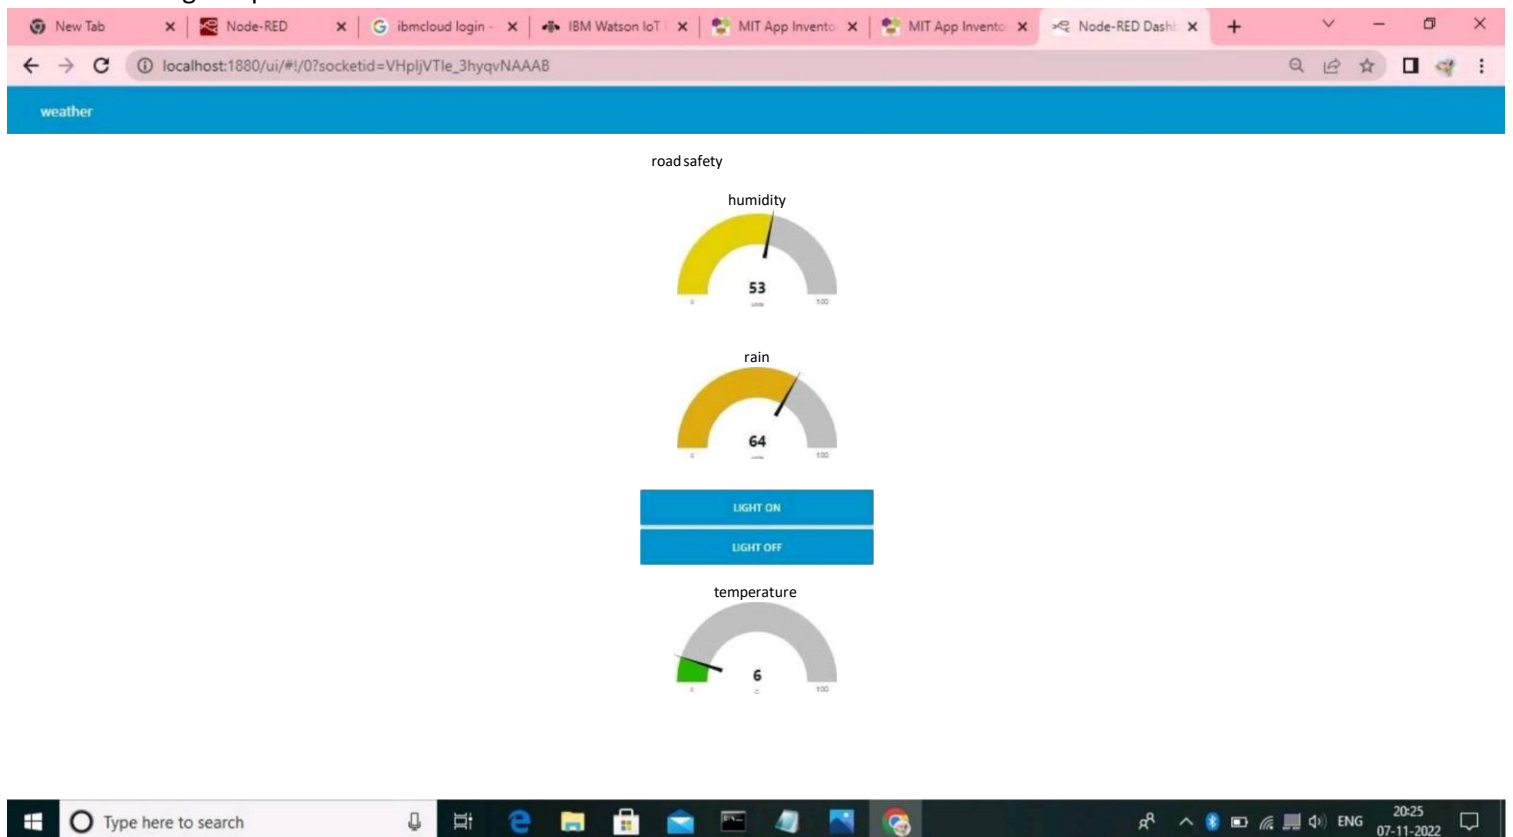 New Tab
Node-RED
ibmcloud login -
IBM Watson IoT
MIT App Invento
MIT App Invento
Node-RED Dash
localhost:1880/ui/#!/0?socketid=VHpljVTle_3hyqvNAAAB
weather
road safety
humidity
53
0 units 100
rain
64
0 units 100
LIGHT ON
LIGHT OFF
temperature
6
0 C 100
Type here to search
ENG
20:25
07-11-2022